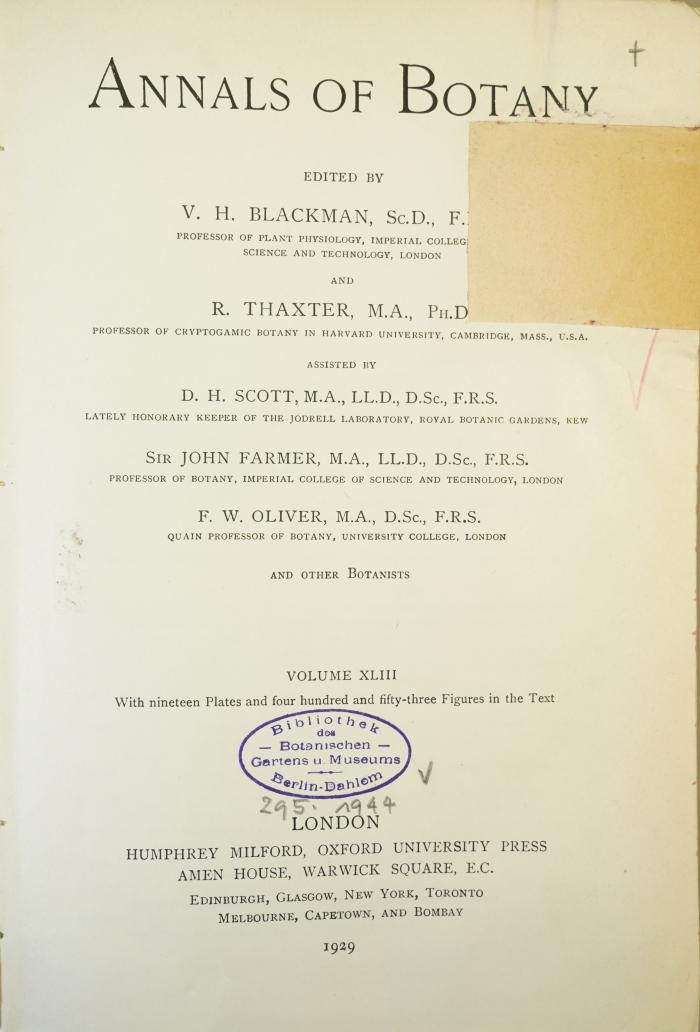 ANNALS OF BOTANY
EDITED BY
V. H. BLACKMAN, Sc.D., F.
PROFESSOR OF PLANT PHYSIOLOGY, IMPERIAL COLLEG
SCIENCE AND TECHNOLOGY, LONDON
AND
R. THAXTER, M.A., PH.D
PROFESSOR OF CRYPTOGAMIC BOTANY IN HARVARD UNIVERSITY, CAMBRIDGE, MASS., U.S.A.
ASSISTED BY
D. H. SCOTT, M.A., LL.D., D.Sc., F.R.S.
LATELY HONORARY KEEPER OF THE JODRELL LABORATORY, ROYAL BOTANIC GARDENS, KEW
SIR JOHN FARMER, M.A., LL.D., D.Sc., F.R.S.
PROFESSOR OF BOTANY, IMPERIAL COLLEGE OF SCIENCE AND TECHNOLOGY, LONDON
F. W. OLIVER, M.A., D.Sc., F.R.S.
QUAIN PROFESSOR OF BOTANY, UNIVERSITY COLLEGE, LONDON
AND OTHER BOTANISTS
VOLUME XLIII
With nineteen Plates and four hundred and fifty-three Figures in the Text
Bibliothek
des
— Botanischen —
Gartens u. Museums
Berlin-Dahlem
295. 1944
LONDON
HUMPHREY MILFORD, OXFORD UNIVERSITY PRESS
AMEN HOUSE, WARWICK SQUARE, E.C.
EDINBURGH, GLASGOW, NEW YORK, TORONTO
MELBOURNE, CAPETOWN, AND BOMBAY
1929